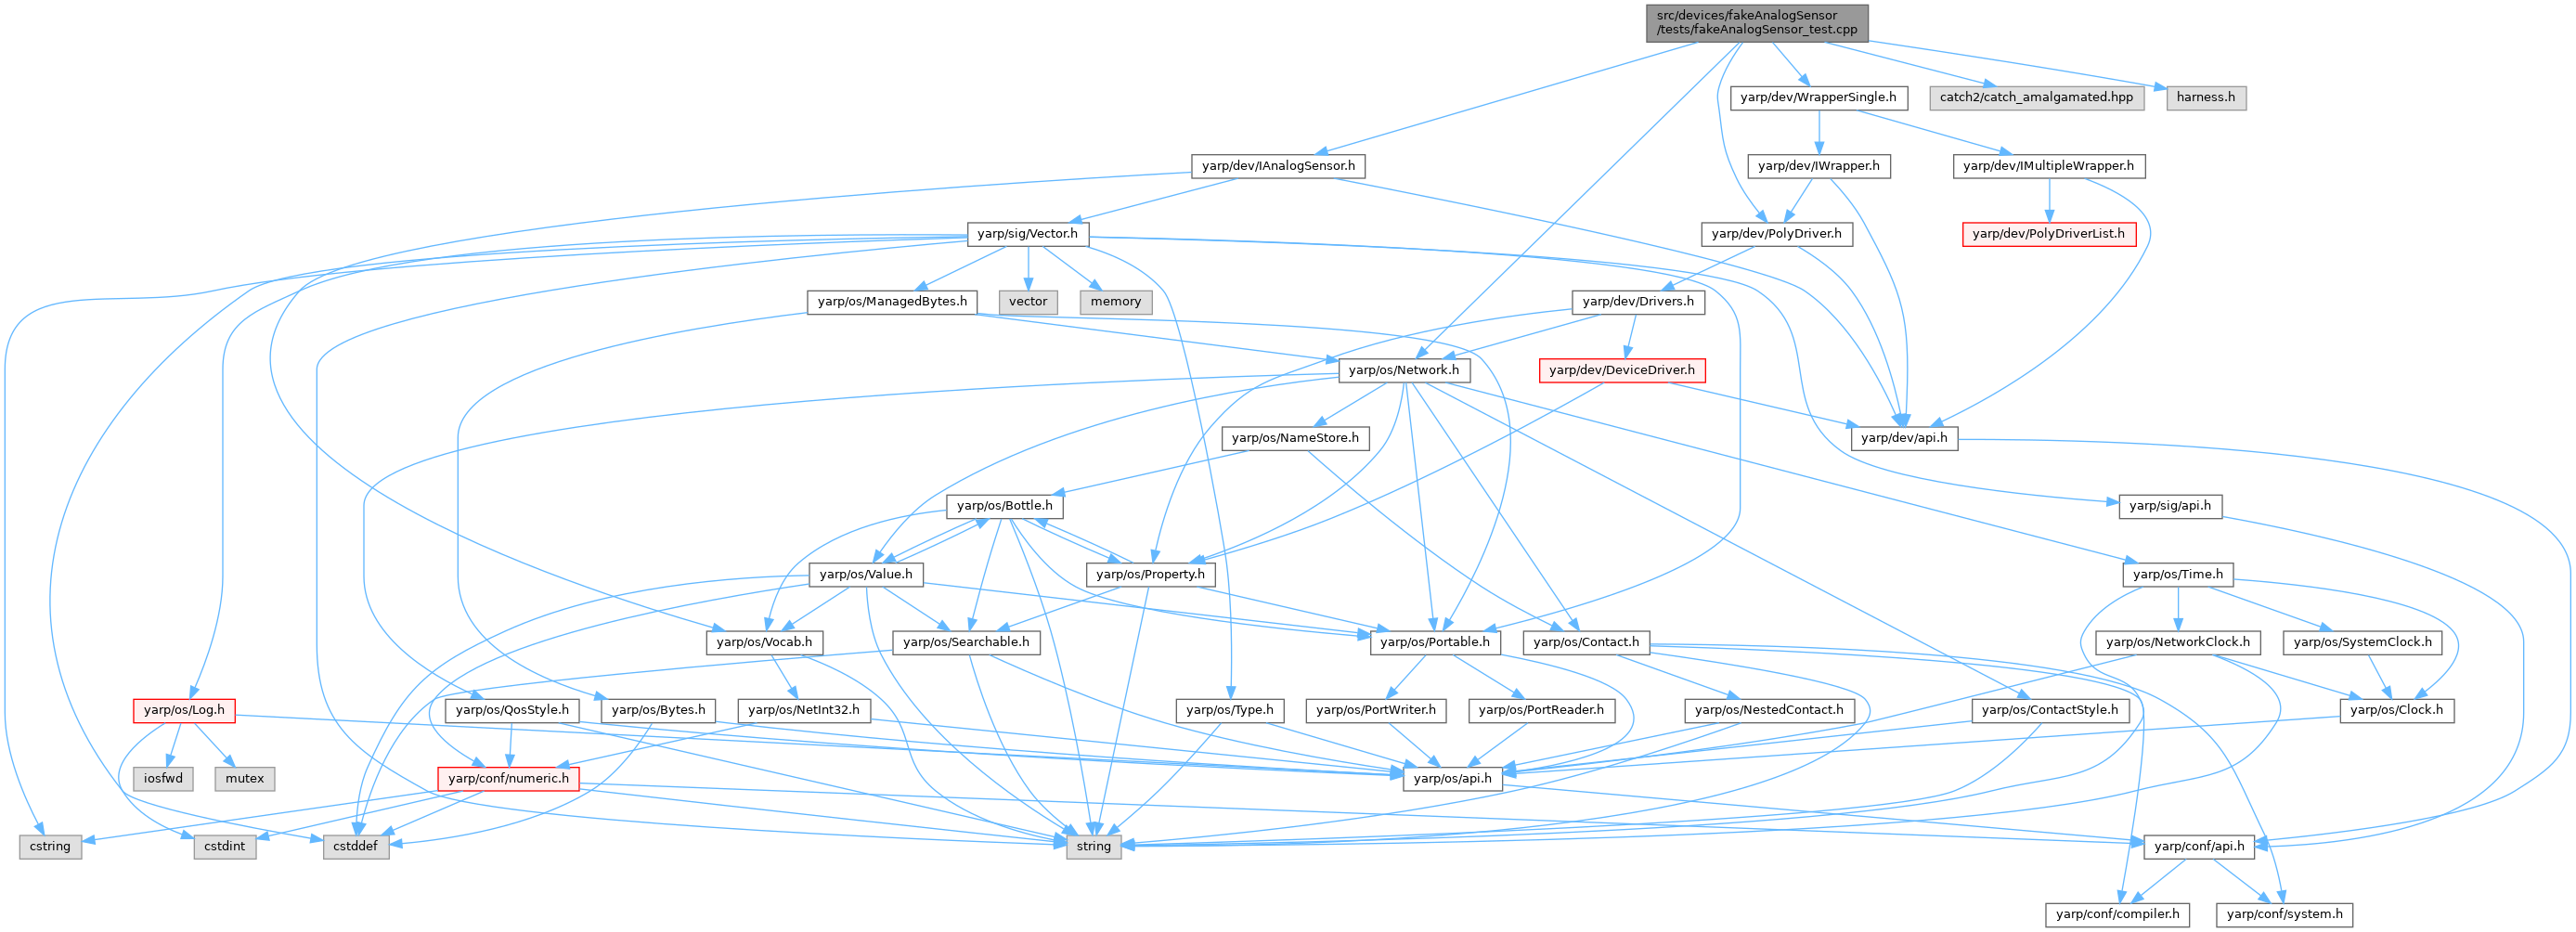 src/devices/fakeAnalogSensor
/tests/fakeAnalogSensor_test.cpp
yarp/dev/WrapperSingle.h
catch2/catch_amalgamated.hpp
harness.h
yarp/dev/IAnalogSensor.h
yarp/dev/IWrapper.h
yarp/dev/IMultipleWrapper.h
yarp/sig/Vector.h
yarp/dev/PolyDriver.h
yarp/dev/PolyDriverList.h
yarp/os/ManagedBytes.h
vector
memory
yarp/dev/Drivers.h
yarp/os/Network.h
yarp/dev/DeviceDriver.h
yarp/os/NameStore.h
yarp/dev/api.h
yarp/os/Bottle.h
yarp/sig/api.h
yarp/os/Value.h
yarp/os/Property.h
yarp/os/Time.h
yarp/os/Vocab.h
yarp/os/Searchable.h
yarp/os/Portable.h
yarp/os/Contact.h
yarp/os/NetworkClock.h
yarp/os/SystemClock.h
yarp/os/Log.h
yarp/os/QosStyle.h
yarp/os/Bytes.h
yarp/os/NetInt32.h
yarp/os/Type.h
yarp/os/PortWriter.h
yarp/os/PortReader.h
yarp/os/NestedContact.h
yarp/os/ContactStyle.h
yarp/os/Clock.h
iosfwd
mutex
yarp/conf/numeric.h
yarp/os/api.h
cstring
cstdint
cstddef
string
yarp/conf/api.h
yarp/conf/compiler.h
yarp/conf/system.h